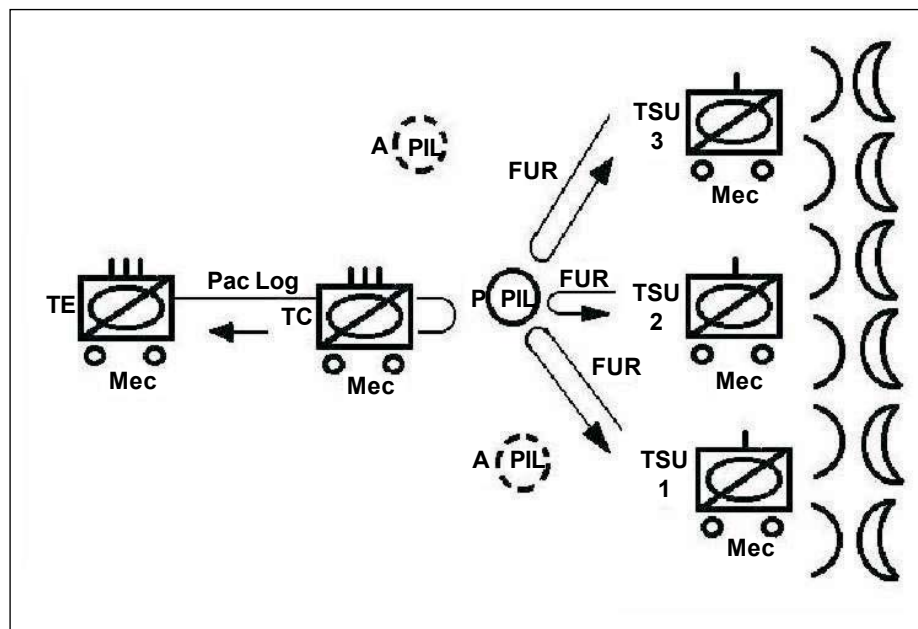 TSU
3
Mec
A PIL
FUR
Pac Log
TE
Mec
TC
Mec
P PIL
FUR
TSU
2
Mec
FUR
A PIL
TSU
1
Mec